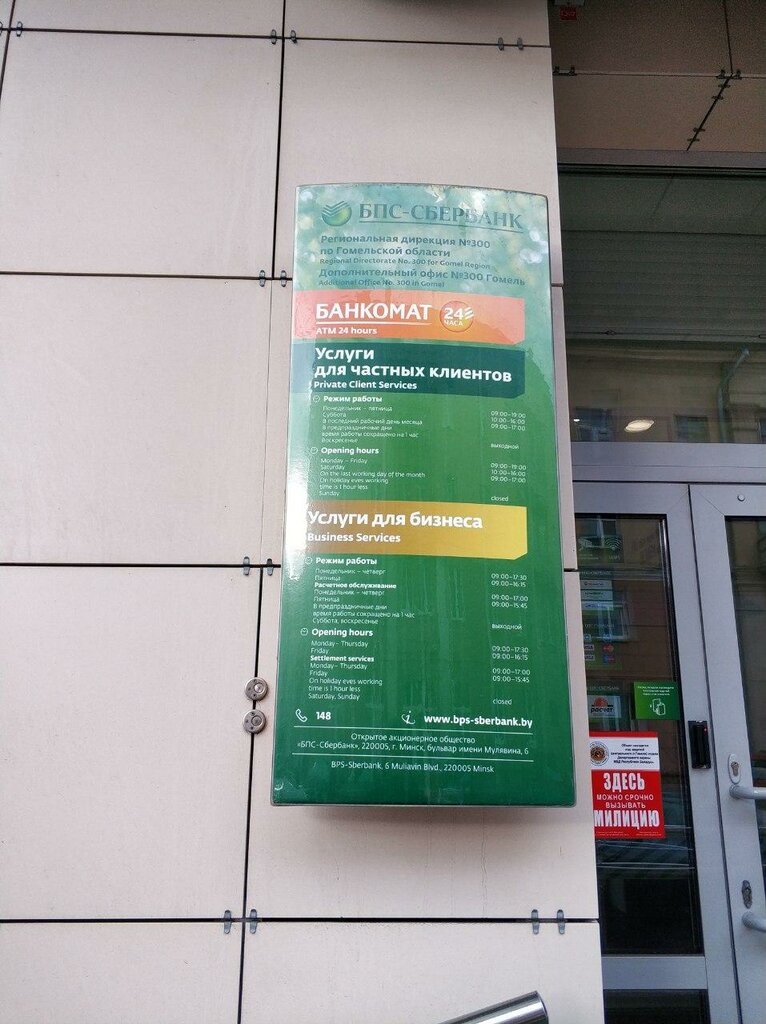 БПС-СБЕРБАНК
Региональная дирекция №300
по Гомельской области
Regional Directorate No. 300 for Gomel Region
Дополнительный офис №300 Гомель
Additional Office No. 300 in Gomel
БАНКОМАТ 24 ЧАСА
ATM 24 hours
Услуги
для частных клиентов
Private Client Services
Режим работы
Понедельник – пятница 09:00–19:00
Суббота 10:00–16:00
В последний рабочий день месяца 09:00–17:00
В предпраздничные дни
время работы сокращено на 1 час
Воскресенье выходной
Opening hours
Monday – Friday 09:00–19:00
Saturday 10:00–16:00
On the last working day of the month 09:00–17:00
On holiday eves working
time is 1 hour less
Sunday closed
Услуги для бизнеса
Business Services
Режим работы
Понедельник – четверг 09:00–17:30
Пятница 09:00–16:15
Расчетное обслуживание
Понедельник – четверг 09:00–17:00
Пятница 09:00–15:45
В предпраздничные дни
время работы сокращено на 1 час
Суббота, воскресенье выходной
Opening hours
Monday – Thursday 09:00–17:30
Friday 09:00–16:15
Settlement services
Monday – Thursday 09:00–17:00
Friday 09:00–15:45
On holiday eves working
time is 1 hour less
Saturday, Sunday closed
148 www.bps-sberbank.by
Открытое акционерное общество
«БПС-Сбербанк», 220005, г. Минск, бульвар имени Мулявина, 6
BPS-Sberbank, 6 Muliavin Blvd., 220005 Minsk
расчет
ЗДЕСЬ
МОЖНО СРОЧНО
ВЫЗЫВАТЬ
МИЛИЦИЮ